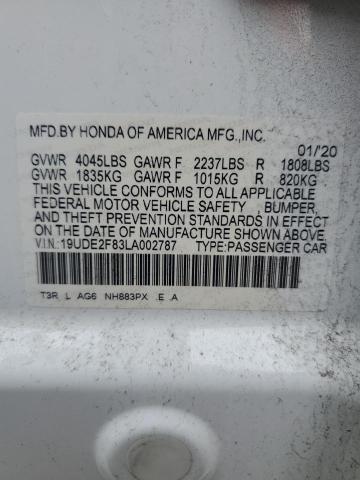 MFD.BY HONDA OF AMERICA MFG.,INC.
01/'20
GVWR 4045LBS GAWR F 2237LBS R 1808LBS
GVWR 1835KG GAWR F 1015KG R 820KG
THIS VEHICLE CONFORMS TO ALL APPLICABLE
FEDERAL MOTOR VEHICLE SAFETY , BUMPER,
AND THEFT PREVENTION STANDARDS IN EFFECT
ON THE DATE OF MANUFACTURE SHOWN ABOVE.
V.I.N.:19UDE2F83LA002787 TYPE:PASSENGER CAR
T3R L AG6 NH883PX .E .A